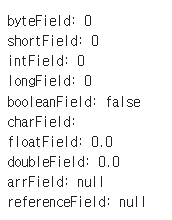 byteField: 0
shortField: 0
intField: 0
longField: 0
booleanField: false
charField:
floatField: 0.0
doubleField: 0.0
arrField: null
referenceField: null